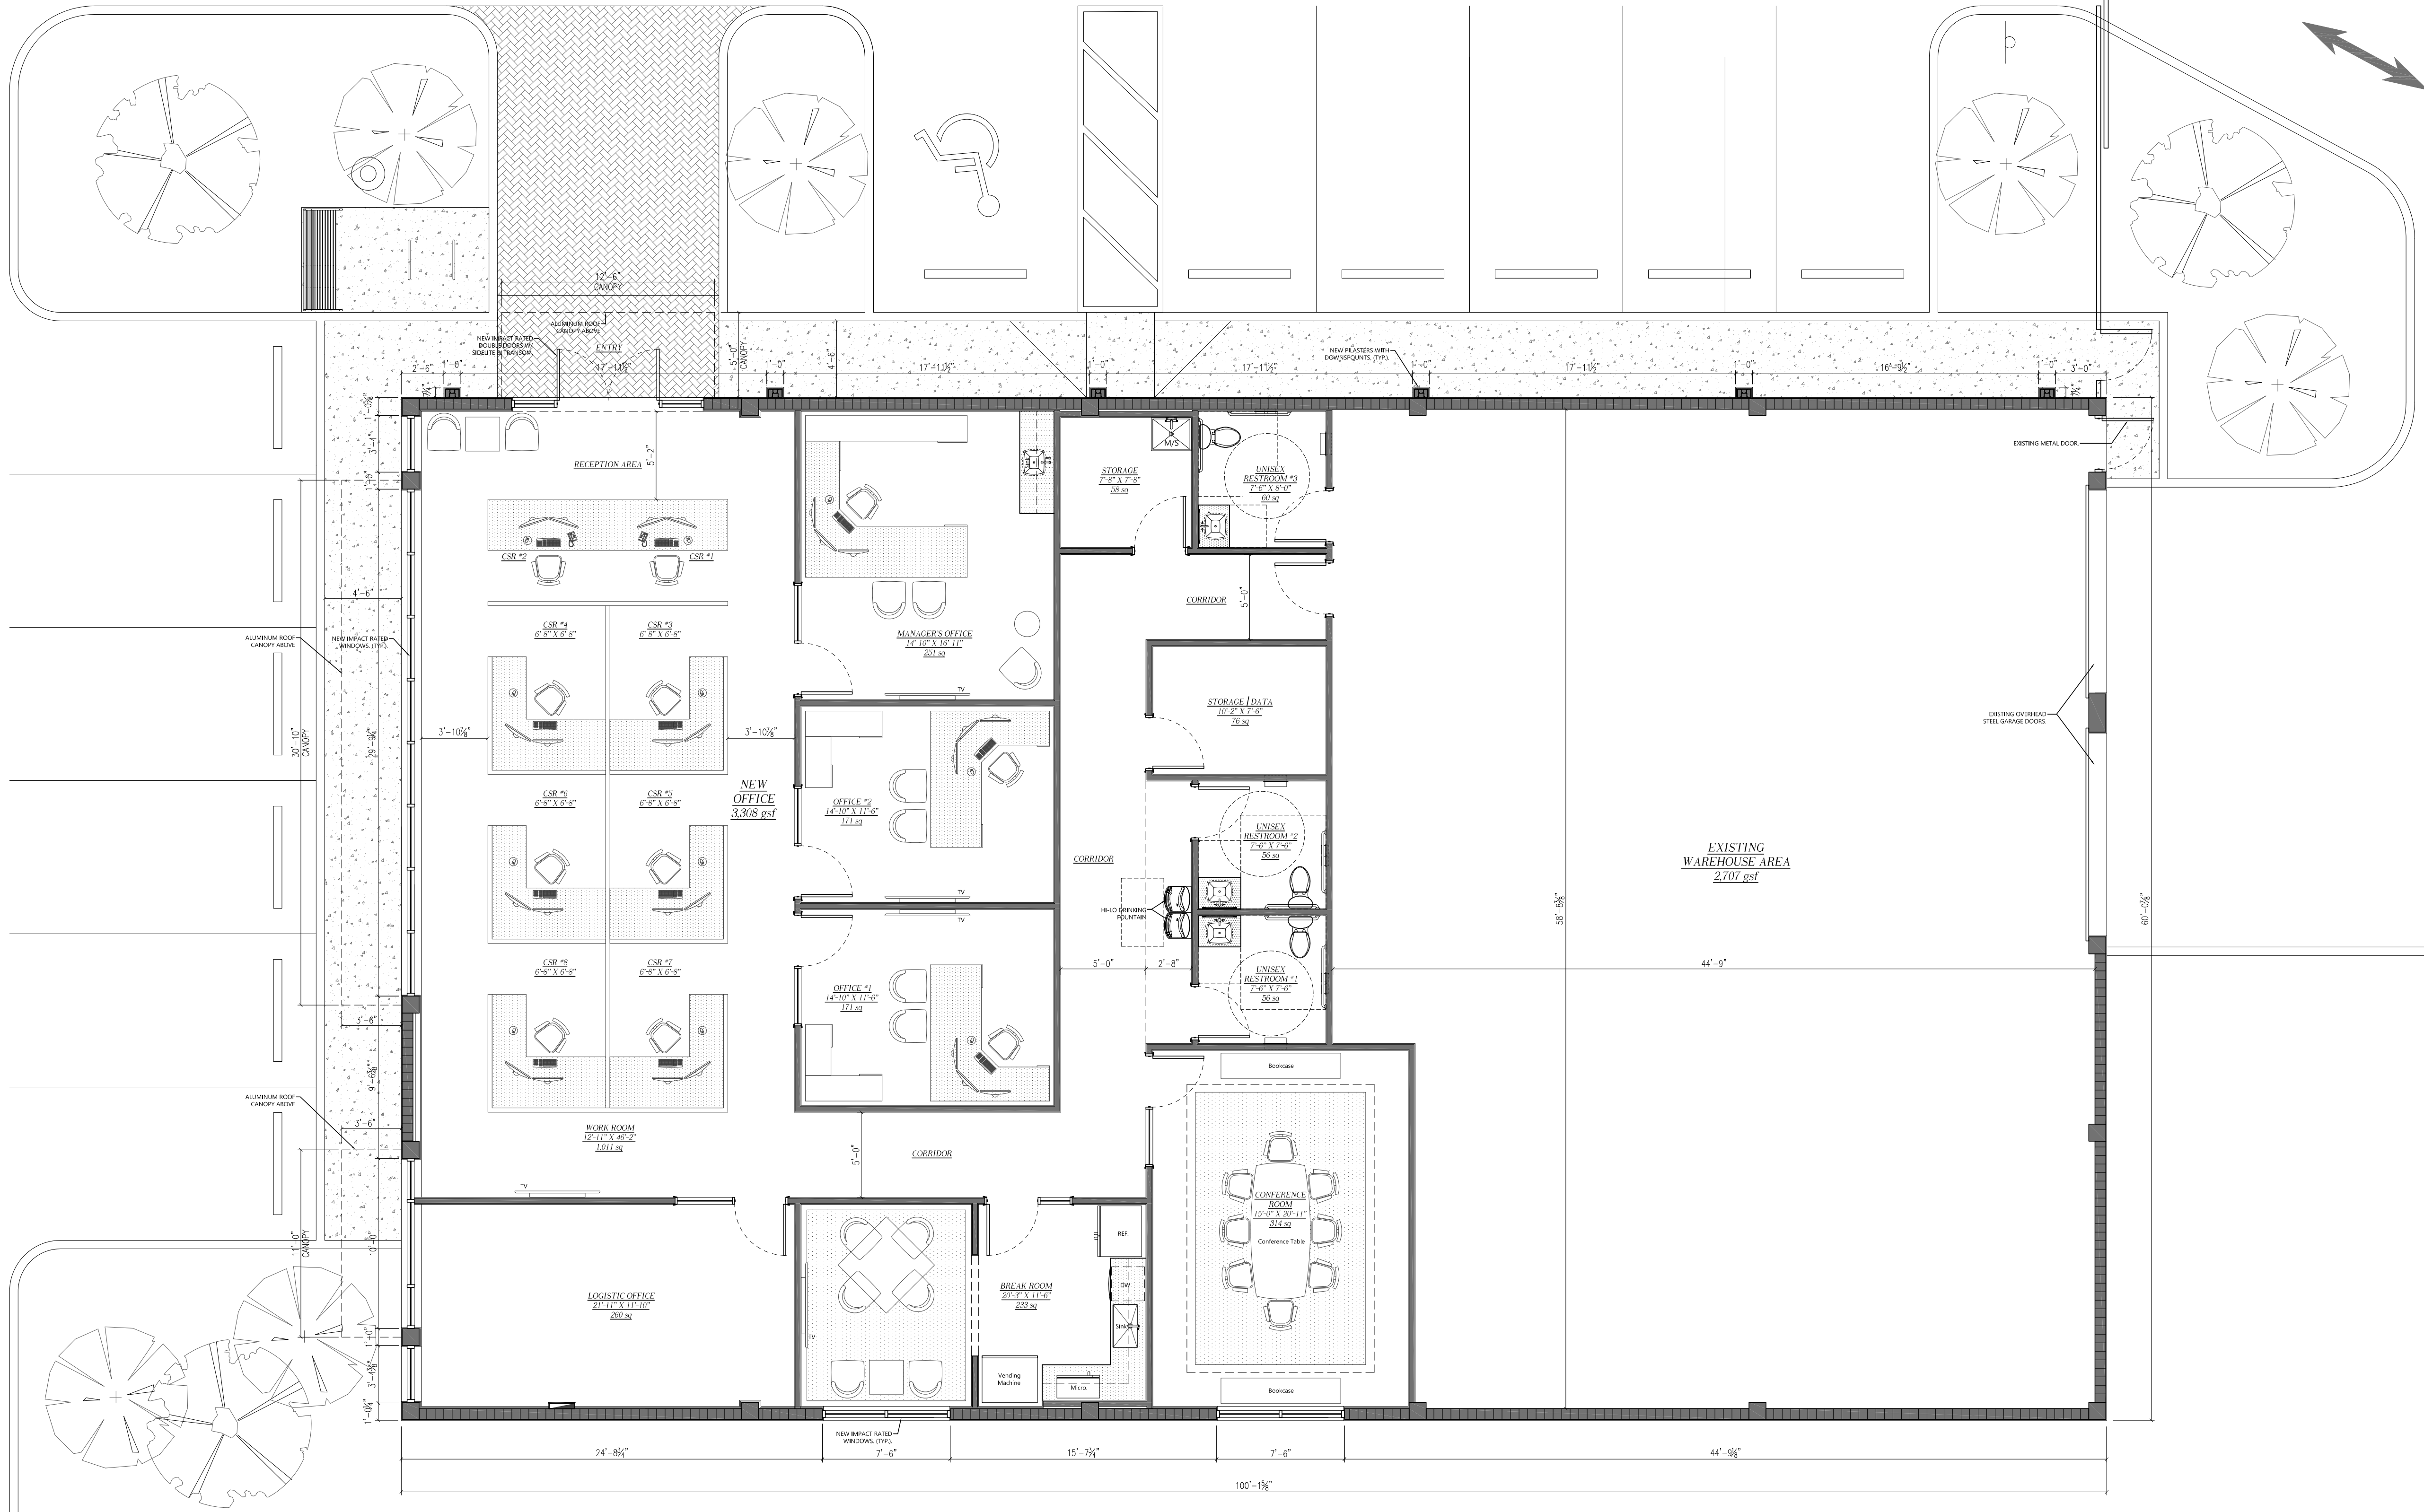 12'-6"
CANOPY
ALUMINUM ROOF
CANOPY ABOVE
NEW IMPACT RATED
DOUBLE DOORS W/
SIDELITE & TRANSOM.
ENTRY
5'-0"
CANOPY
4'-6"
NEW PILASTERS WITH
DOWNSPOUNTS. (TYP.).
2'-6"
1'-0"
17'-11½"
1'-0"
17'-11½"
1'-0"
17'-11½"
1'-0"
17'-11½"
1'-0"
16'-9½"
1'-0"
3'-0"
3'-4"
1'-0"
RECEPTION AREA
5'-2"
M/S
STORAGE
7'-8" X 7'-8"
58 sq
UNISEX
RESTROOM #3
7'-6" X 8'-0"
60 sq
EXISTING METAL DOOR.
CSR #2
CSR #1
4'-6"
CORRIDOR
5'-0"
CSR #4
6'-8" X 6'-8"
CSR #3
6'-8" X 6'-8"
MANAGER'S OFFICE
14'-10" X 16'-11"
251 sq
ALUMINUM ROOF
CANOPY ABOVE
NEW IMPACT RATED
WINDOWS. (TYP.).
TV
STORAGE / DATA
10'-2" X 7'-6"
76 sq
EXISTING OVERHEAD
STEEL GARAGE DOORS.
30'-10"
CANOPY
29'-9¼"
3'-10⅞"
3'-10⅞"
NEW
OFFICE
3,308 gsf
CSR #6
6'-8" X 6'-8"
CSR #5
6'-8" X 6'-8"
OFFICE #2
14'-10" X 11'-6"
171 sq
UNISEX
RESTROOM #2
7'-6" X 7'-6"
56 sq
CORRIDOR
EXISTING
WAREHOUSE AREA
2,707 gsf
TV
TV
HI-LO DRINKING
FOUNTAIN
58'-8⅜"
60'-0⅞"
CSR #8
6'-8" X 6'-8"
CSR #7
6'-8" X 6'-8"
5'-0"
2'-8"
44'-9"
OFFICE #1
14'-10" X 11'-6"
171 sq
UNISEX
RESTROOM #1
7'-6" X 7'-6"
56 sq
3'-6"
9'-6⅜"
Bookcase
ALUMINUM ROOF
CANOPY ABOVE
3'-6"
WORK ROOM
12'-11" X 46'-2"
1,011 sq
CORRIDOR
5'-0"
TV
CONFERENCE
ROOM
15'-0" X 20'-11"
314 sq
Conference Table
11'-0"
CANOPY
10'-0"
REF.
DW
Sink
LOGISTIC OFFICE
21'-11" X 11'-10"
260 sq
BREAK ROOM
20'-3" X 11'-6"
233 sq
TV
1'-0"
Vending
Machine
Micro.
Bookcase
NEW IMPACT RATED
WINDOWS. (TYP.).
24'-8¾"
7'-6"
15'-7¾"
7'-6"
100'-1⅝"